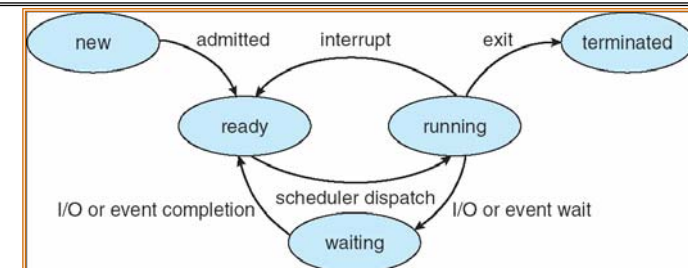 new
admitted
interrupt
exit
terminated
ready
running
scheduler dispatch
I/O or event completion
I/O or event wait
waiting